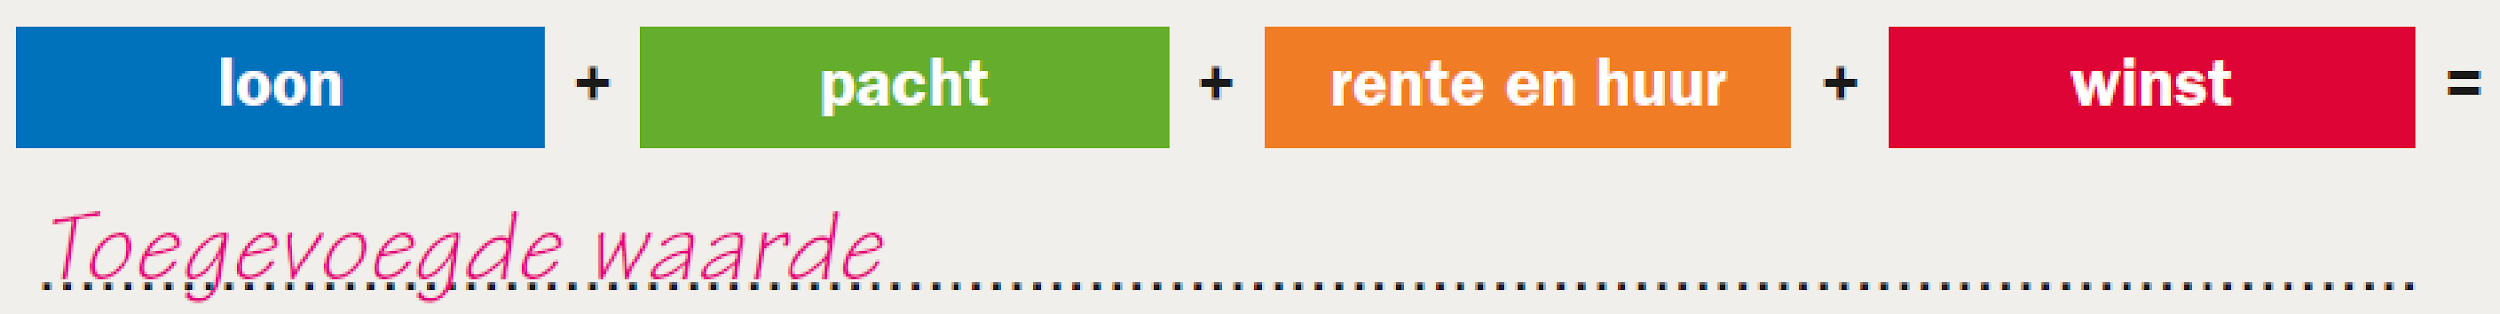 loon + pacht + rente en huur + winst =
Toegevoegde waarde